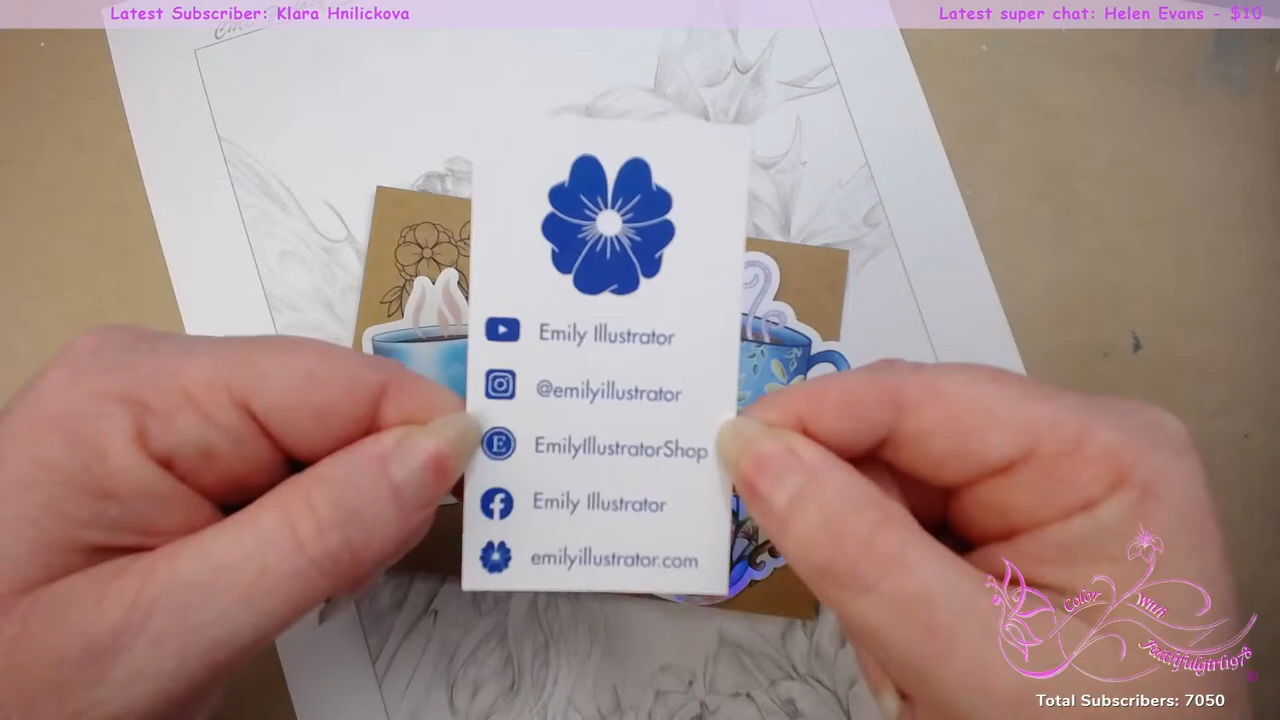 Latest Subscriber: Klara Hnilickova
Latest super chat: Helen Evans - $10
Emily Illustrator
@emilyillustrator
E EmilyIllustratorShop
Emily Illustrator
emilyillustrator.com
Color with
Faithfulgirl1978
Total Subscribers: 7050